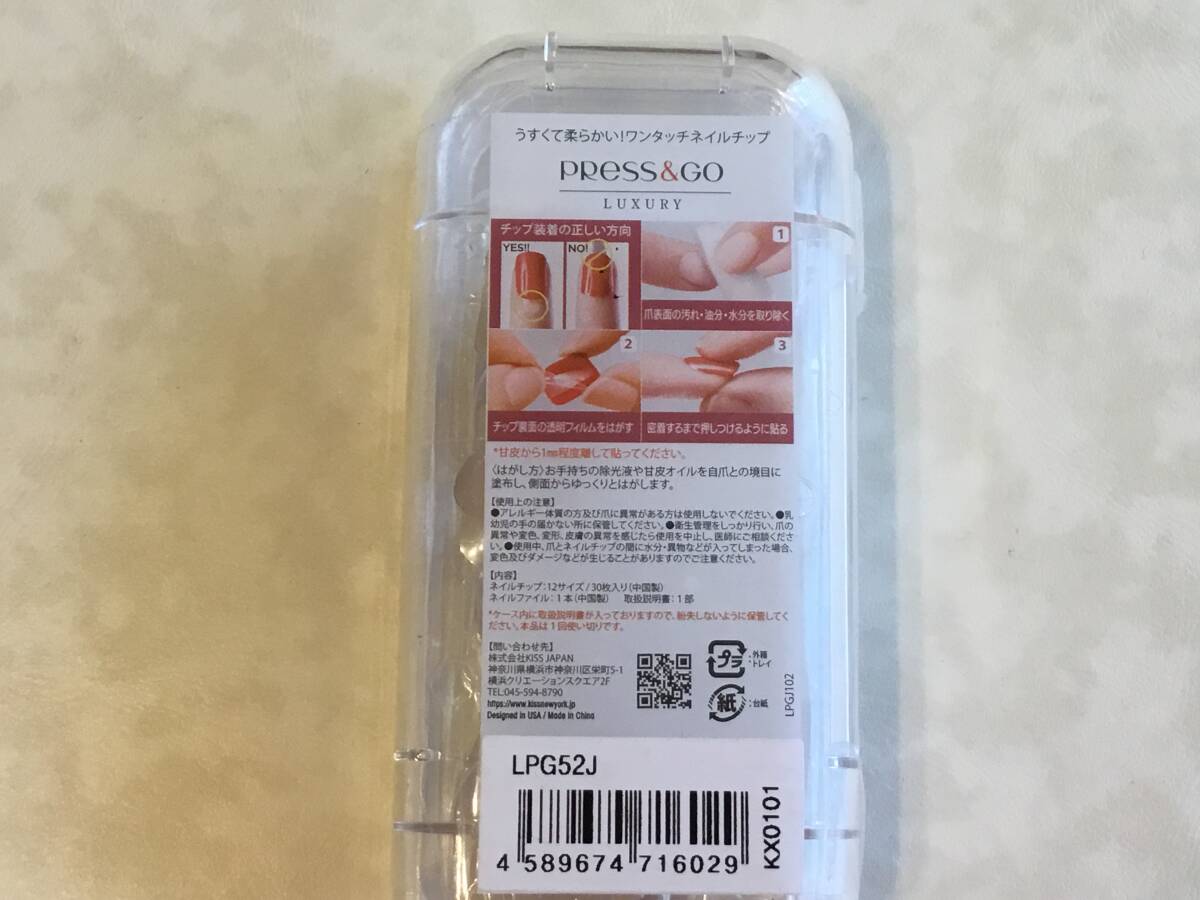 うすくて柔らかい!ワンタッチネイルチップ
PRESS&GO
LUXURY
チップ装着の正しい方向
YES!!
NO!
1
爪表面の汚れ・油分・水分を取り除く
2
チップ裏面の透明フィルムをはがす
3
密着するまで押しつけるように貼る
*甘皮から1mm程度離して貼ってください。
〈はがし方〉お手持ちの除光液や甘皮オイルを自爪との境目に
塗布し、側面からゆっくりとはがします。
【使用上の注意】
●アレルギー体質の方及び爪に異常がある方は使用しないでください。●乳
幼児の手の届かない所に保管してください。●衛生管理をしっかり行い、爪の
異常や変色、変形、皮膚の異常を感じたら使用を中止し、医師にご相談くださ
い。●使用中、爪とネイルチップの間に水分・異物などが入ってしまった場合、
変色及びダメージなどが生じることがありますのでご注意ください。
【内容】
ネイルチップ:12サイズ/30枚入り(中国製)
ネイルファイル:1本(中国製) 取扱説明書:1部
*ケース内に取扱説明書が入っておりますので、紛失しないように保管してく
ださい。本品は1回使い切りです。
【問い合わせ先】
株式会社KISS JAPAN
神奈川県横浜市神奈川区栄町5-1
横浜クリエーションスクエア2F
TEL:045-594-8790
https://www.kissnewyork.jp
Designed in USA / Made in China
プラ
:外箱
・トレイ
紙
:台紙
LPGJ102
LPG52J
4 589674 716029
KX0101